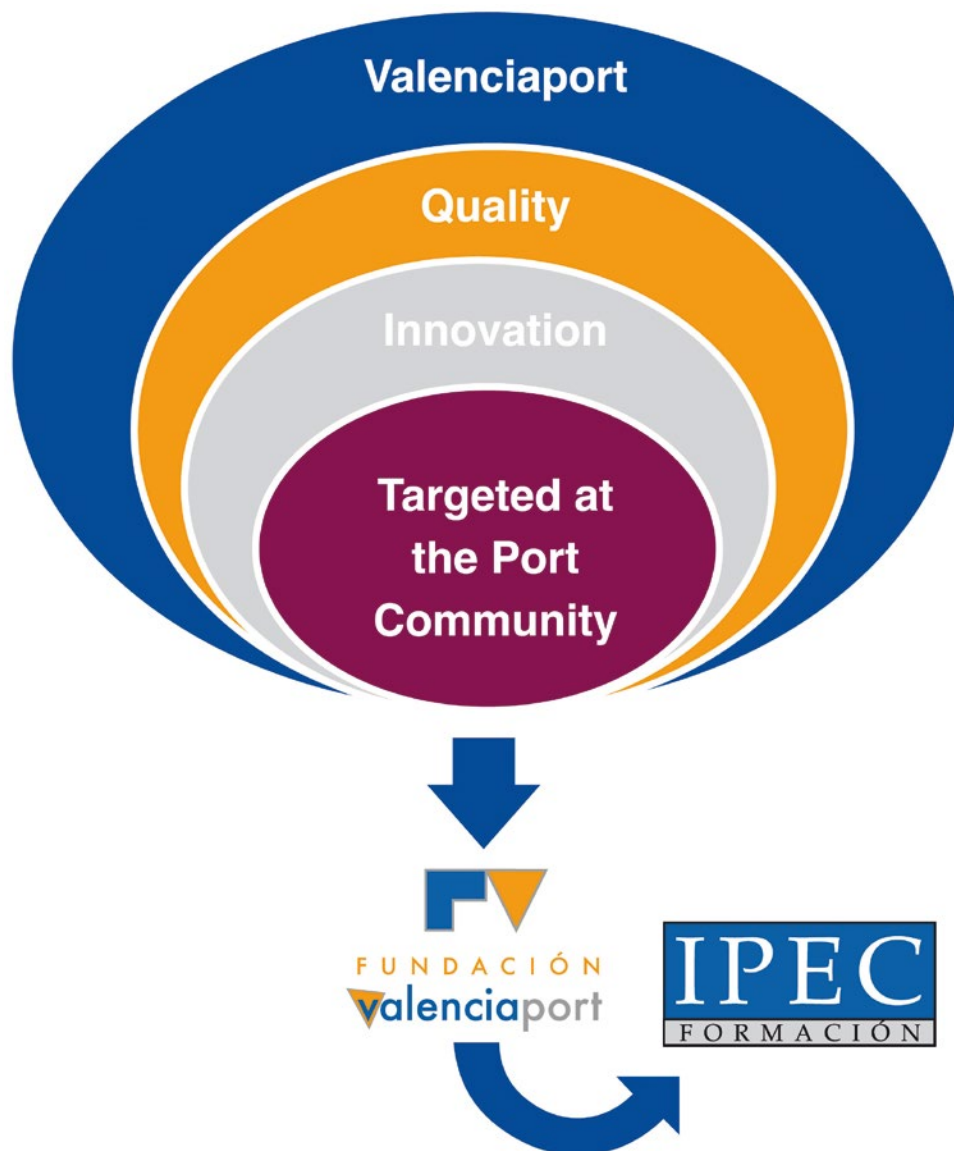 Valenciaport
Quality
Innovation
Targeted at
the Port
Community
FUNDACIÓN
valenciaport
IPEC
FORMACIÓN